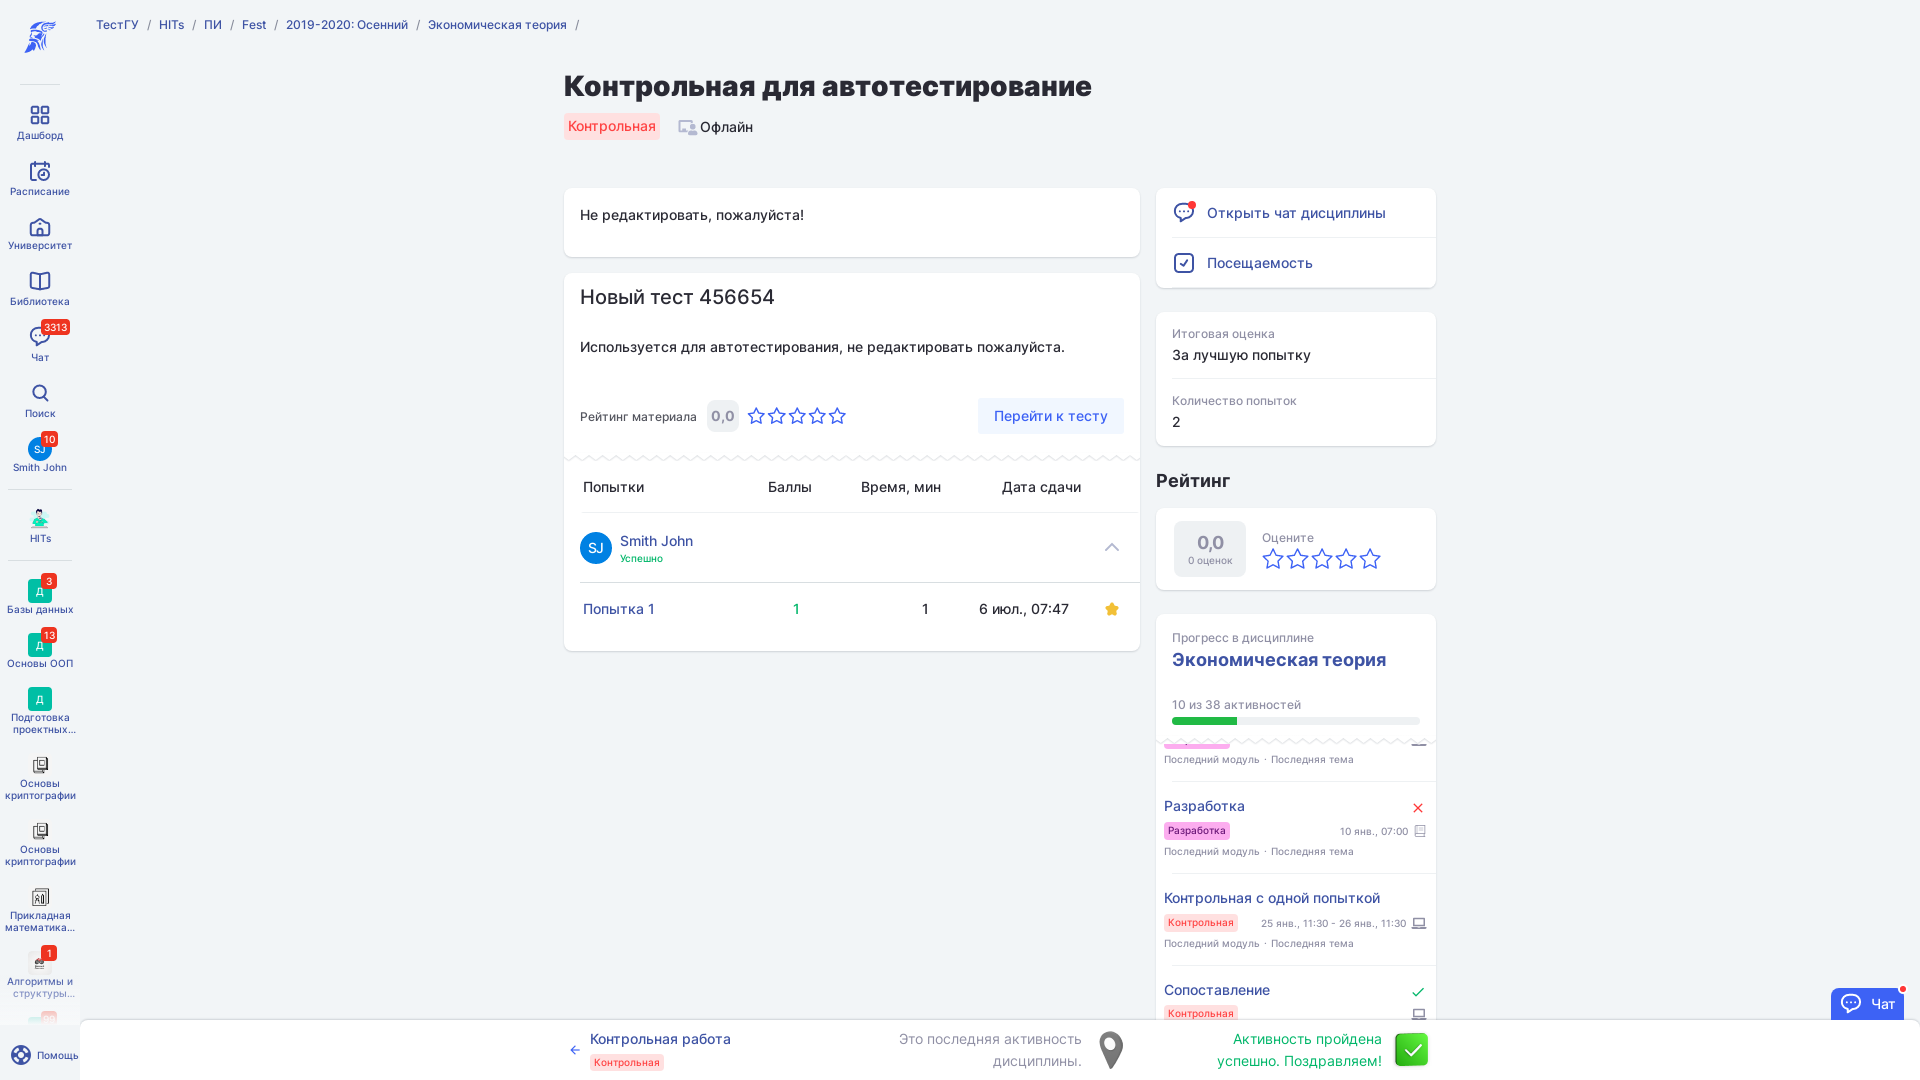 ТестГУ / HITs / ПИ / Fest / 2019-2020: Осенний / Экономическая теория /
Дашборд
Расписание
Университет
Библиотека
3313
Чат
Поиск
10
SJ
Smith John
HITs
3
Д
Базы данных
13
Д
Основы ООП
Д
Подготовка
проектных...
Основы
криптографии
Основы
криптографии
Прикладная
математика...
1
Алгоритмы и
структуры...
Помощь
Контрольная для автотестирование
Контрольная
Офлайн
Не редактировать, пожалуйста!
Новый тест 456654
Используется для автотестирования, не редактировать пожалуйста.
Рейтинг материала 0,0
Перейти к тесту
Попытки Баллы Время, мин Дата сдачи
SJ
Smith John
Успешно
Попытка 1 1 1 6 июл., 07:47
Открыть чат дисциплины
Посещаемость
Итоговая оценка
За лучшую попытку
Количество попыток
2
Рейтинг
0,0
0 оценок
Оцените
Прогресс в дисциплине
Экономическая теория
10 из 38 активностей
Последний модуль · Последняя тема
Разработка
Разработка 10 янв., 07:00
Последний модуль · Последняя тема
Контрольная с одной попыткой
Контрольная 25 янв., 11:30 - 26 янв., 11:30
Последний модуль · Последняя тема
Сопоставление
Контрольная
Чат
Контрольная работа
Контрольная
Это последняя активность
дисциплины.
Активность пройдена
успешно. Поздравляем!